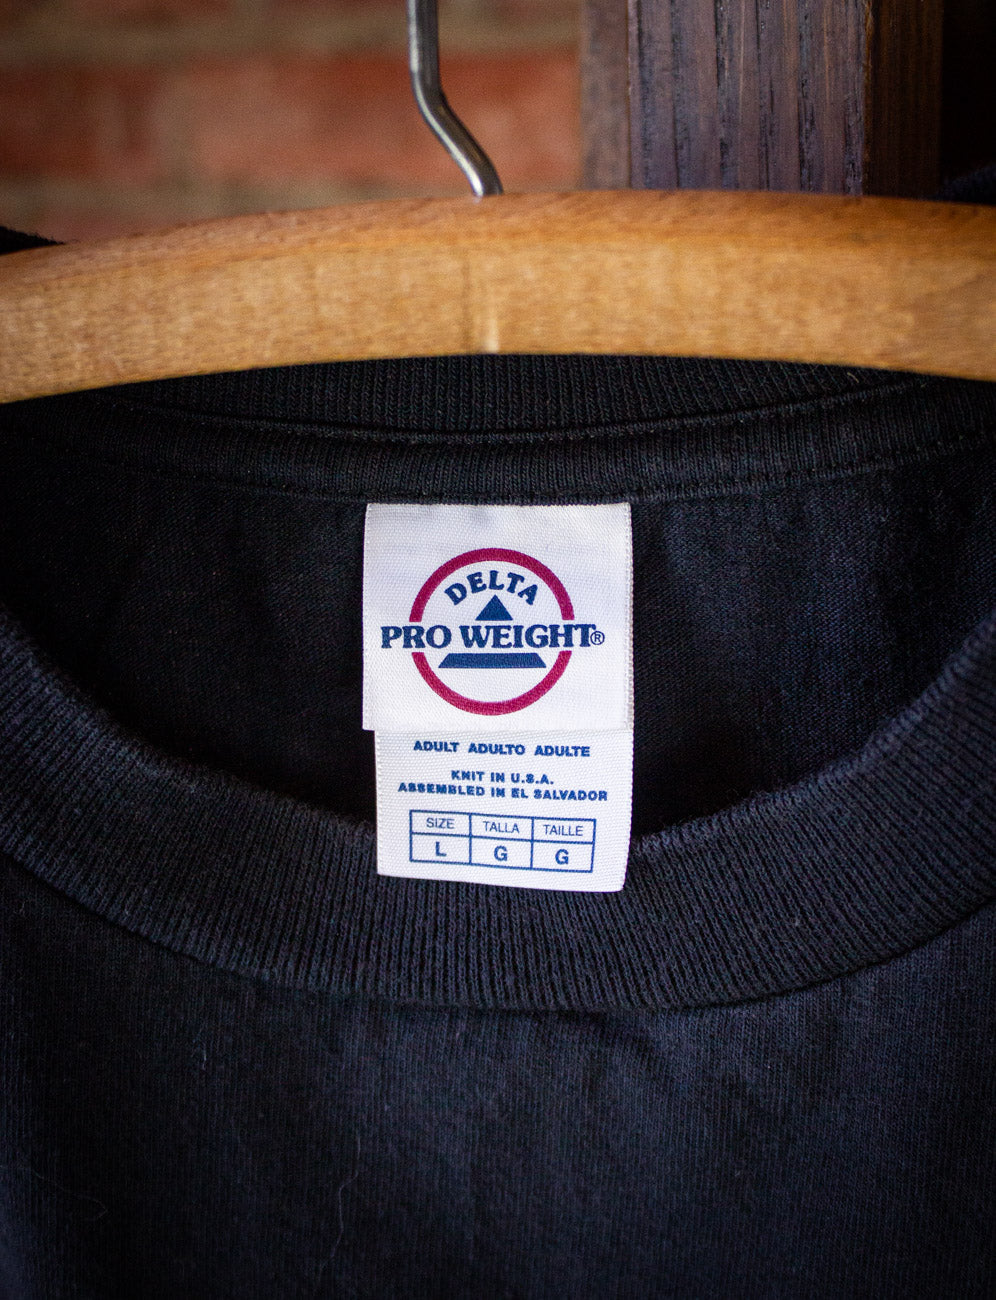 DELTA
PRO WEIGHT®
ADULT ADULTO ADULTE
KNIT IN U.S.A.
ASSEMBLED IN EL SALVADOR
SIZE TALLA TAILLE
L G G